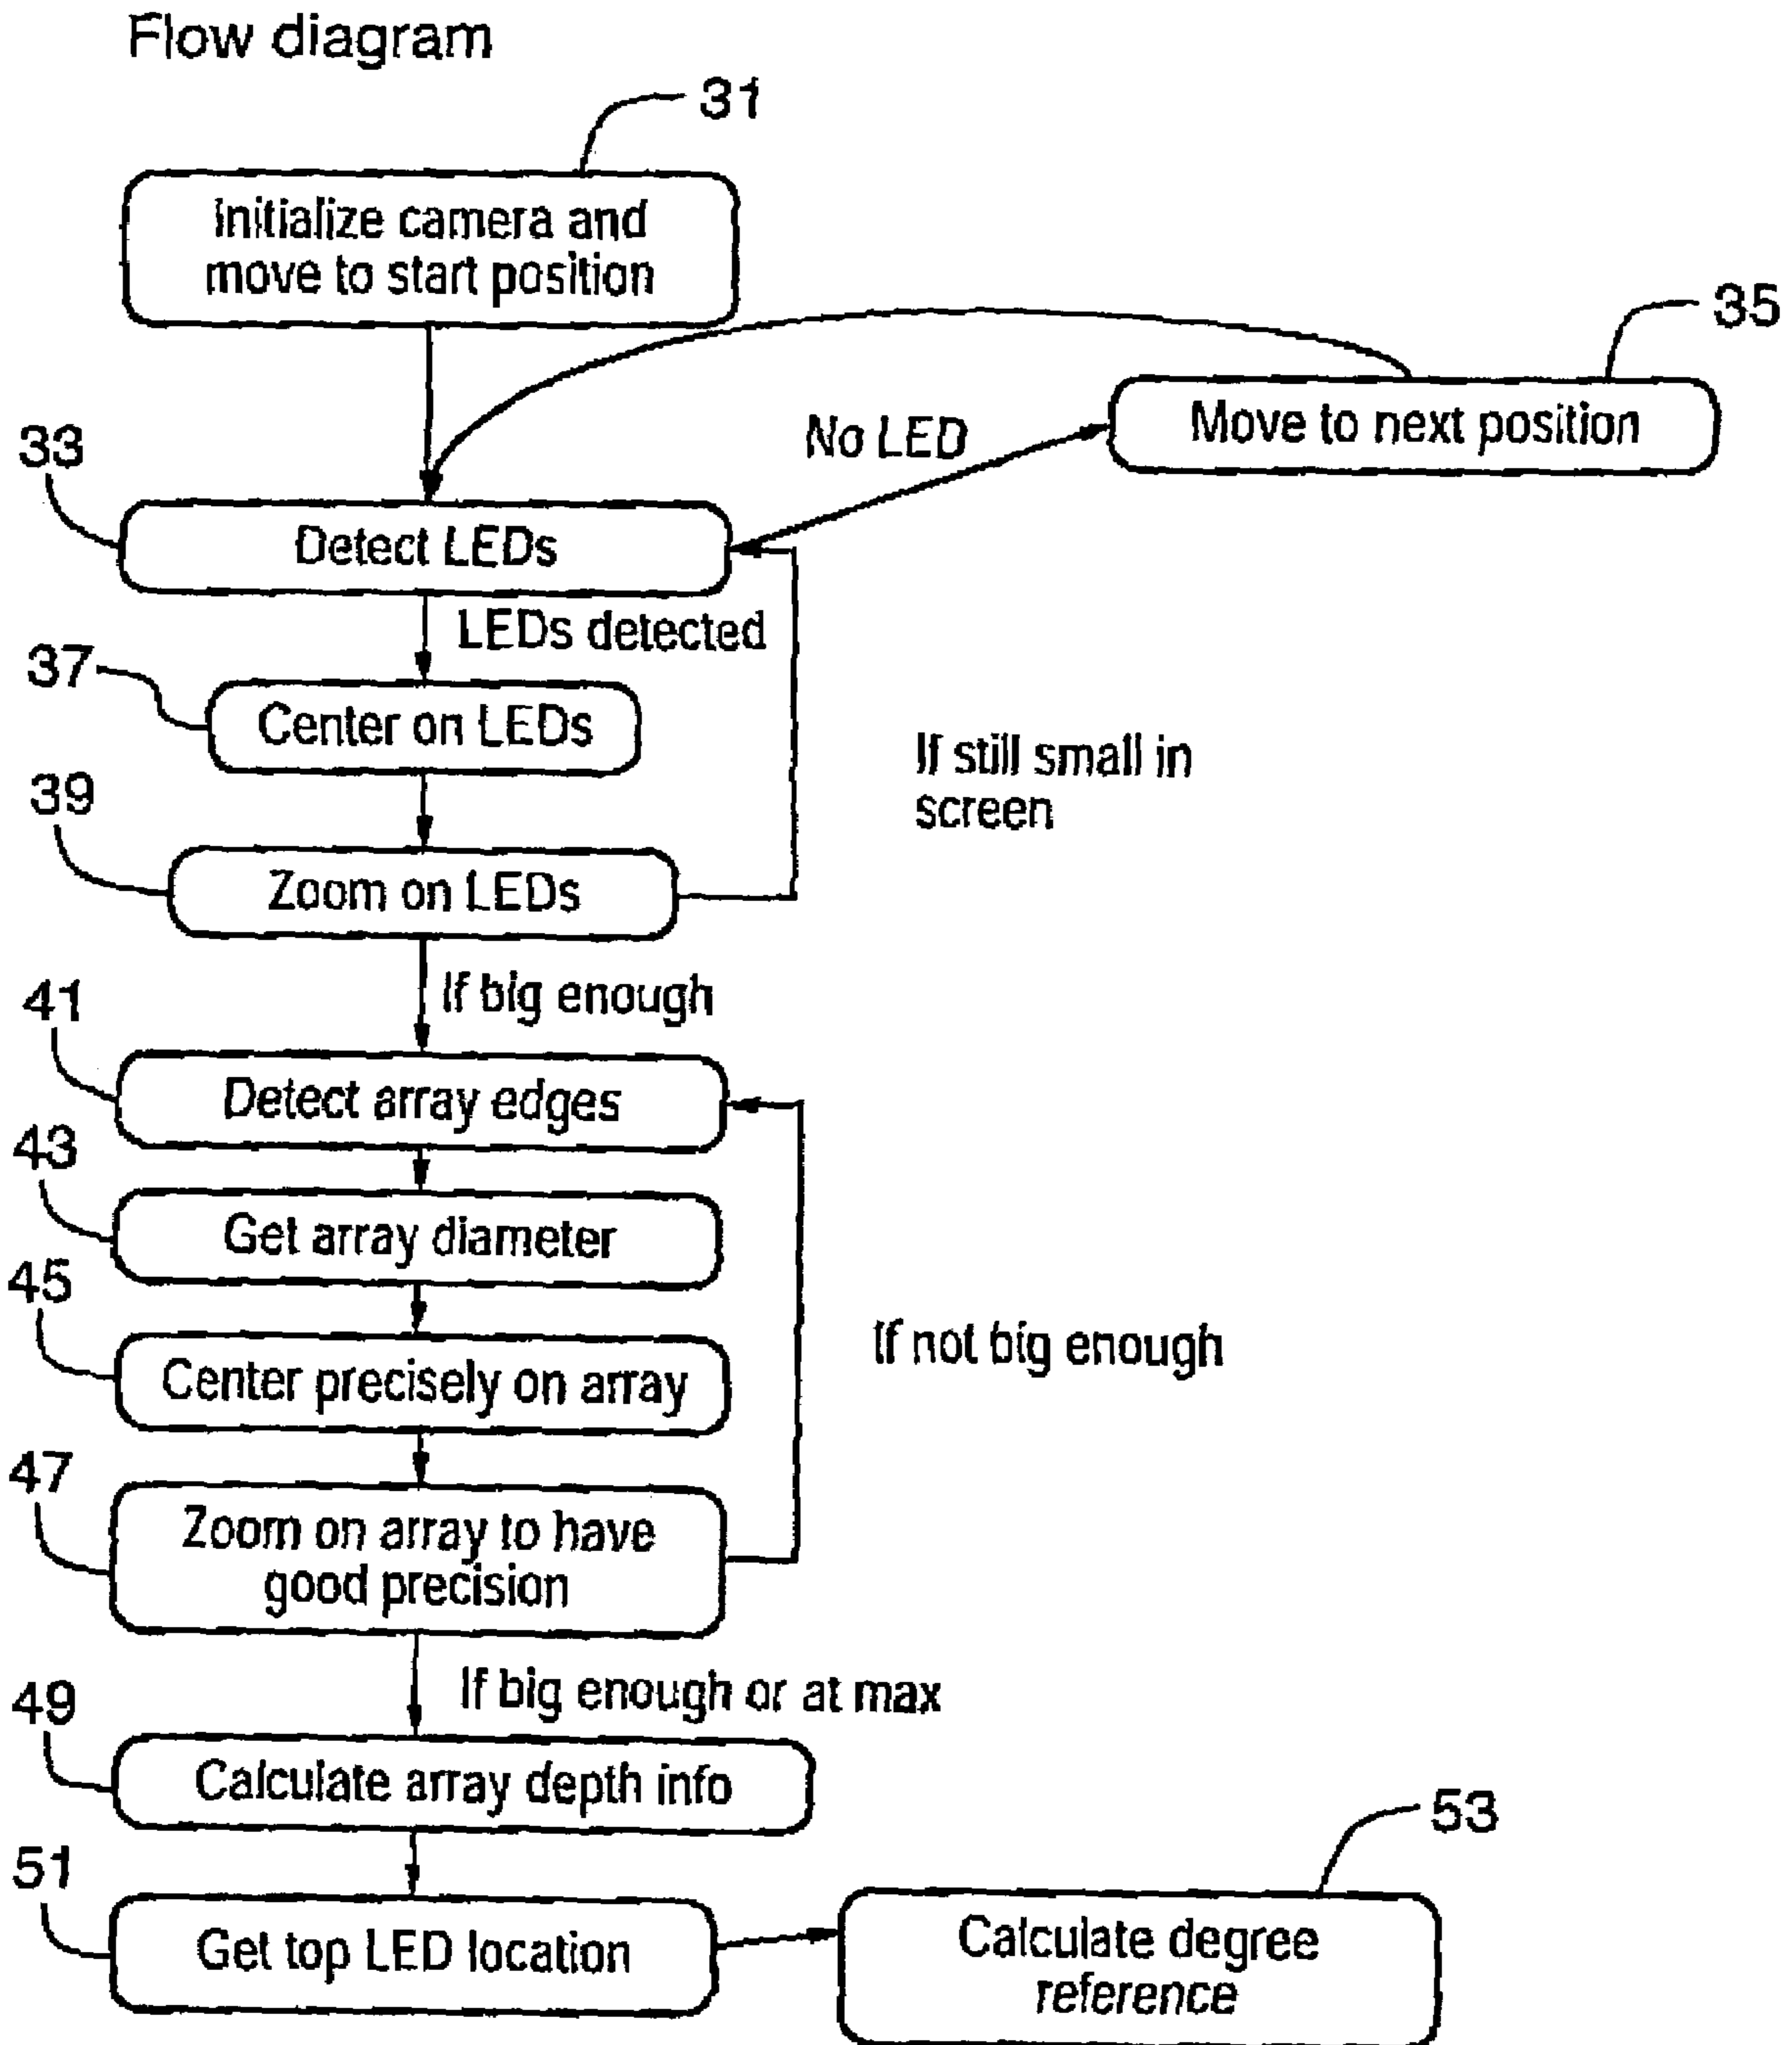 Flow diagram
31
Initialize camera and
move to start position
35
Move to next position
No LED
33
Detect LEDs
LEDs detected
37
Center on LEDs
If still small in
screen
39
Zoom on LEDs
If big enough
41
Detect array edges
43
Get array diameter
45
Center precisely on array
If not big enough
47
Zoom on array to have
good precision
If big enough or at max
49
Calculate array depth info
53
51
Get top LED location
Calculate degree
reference